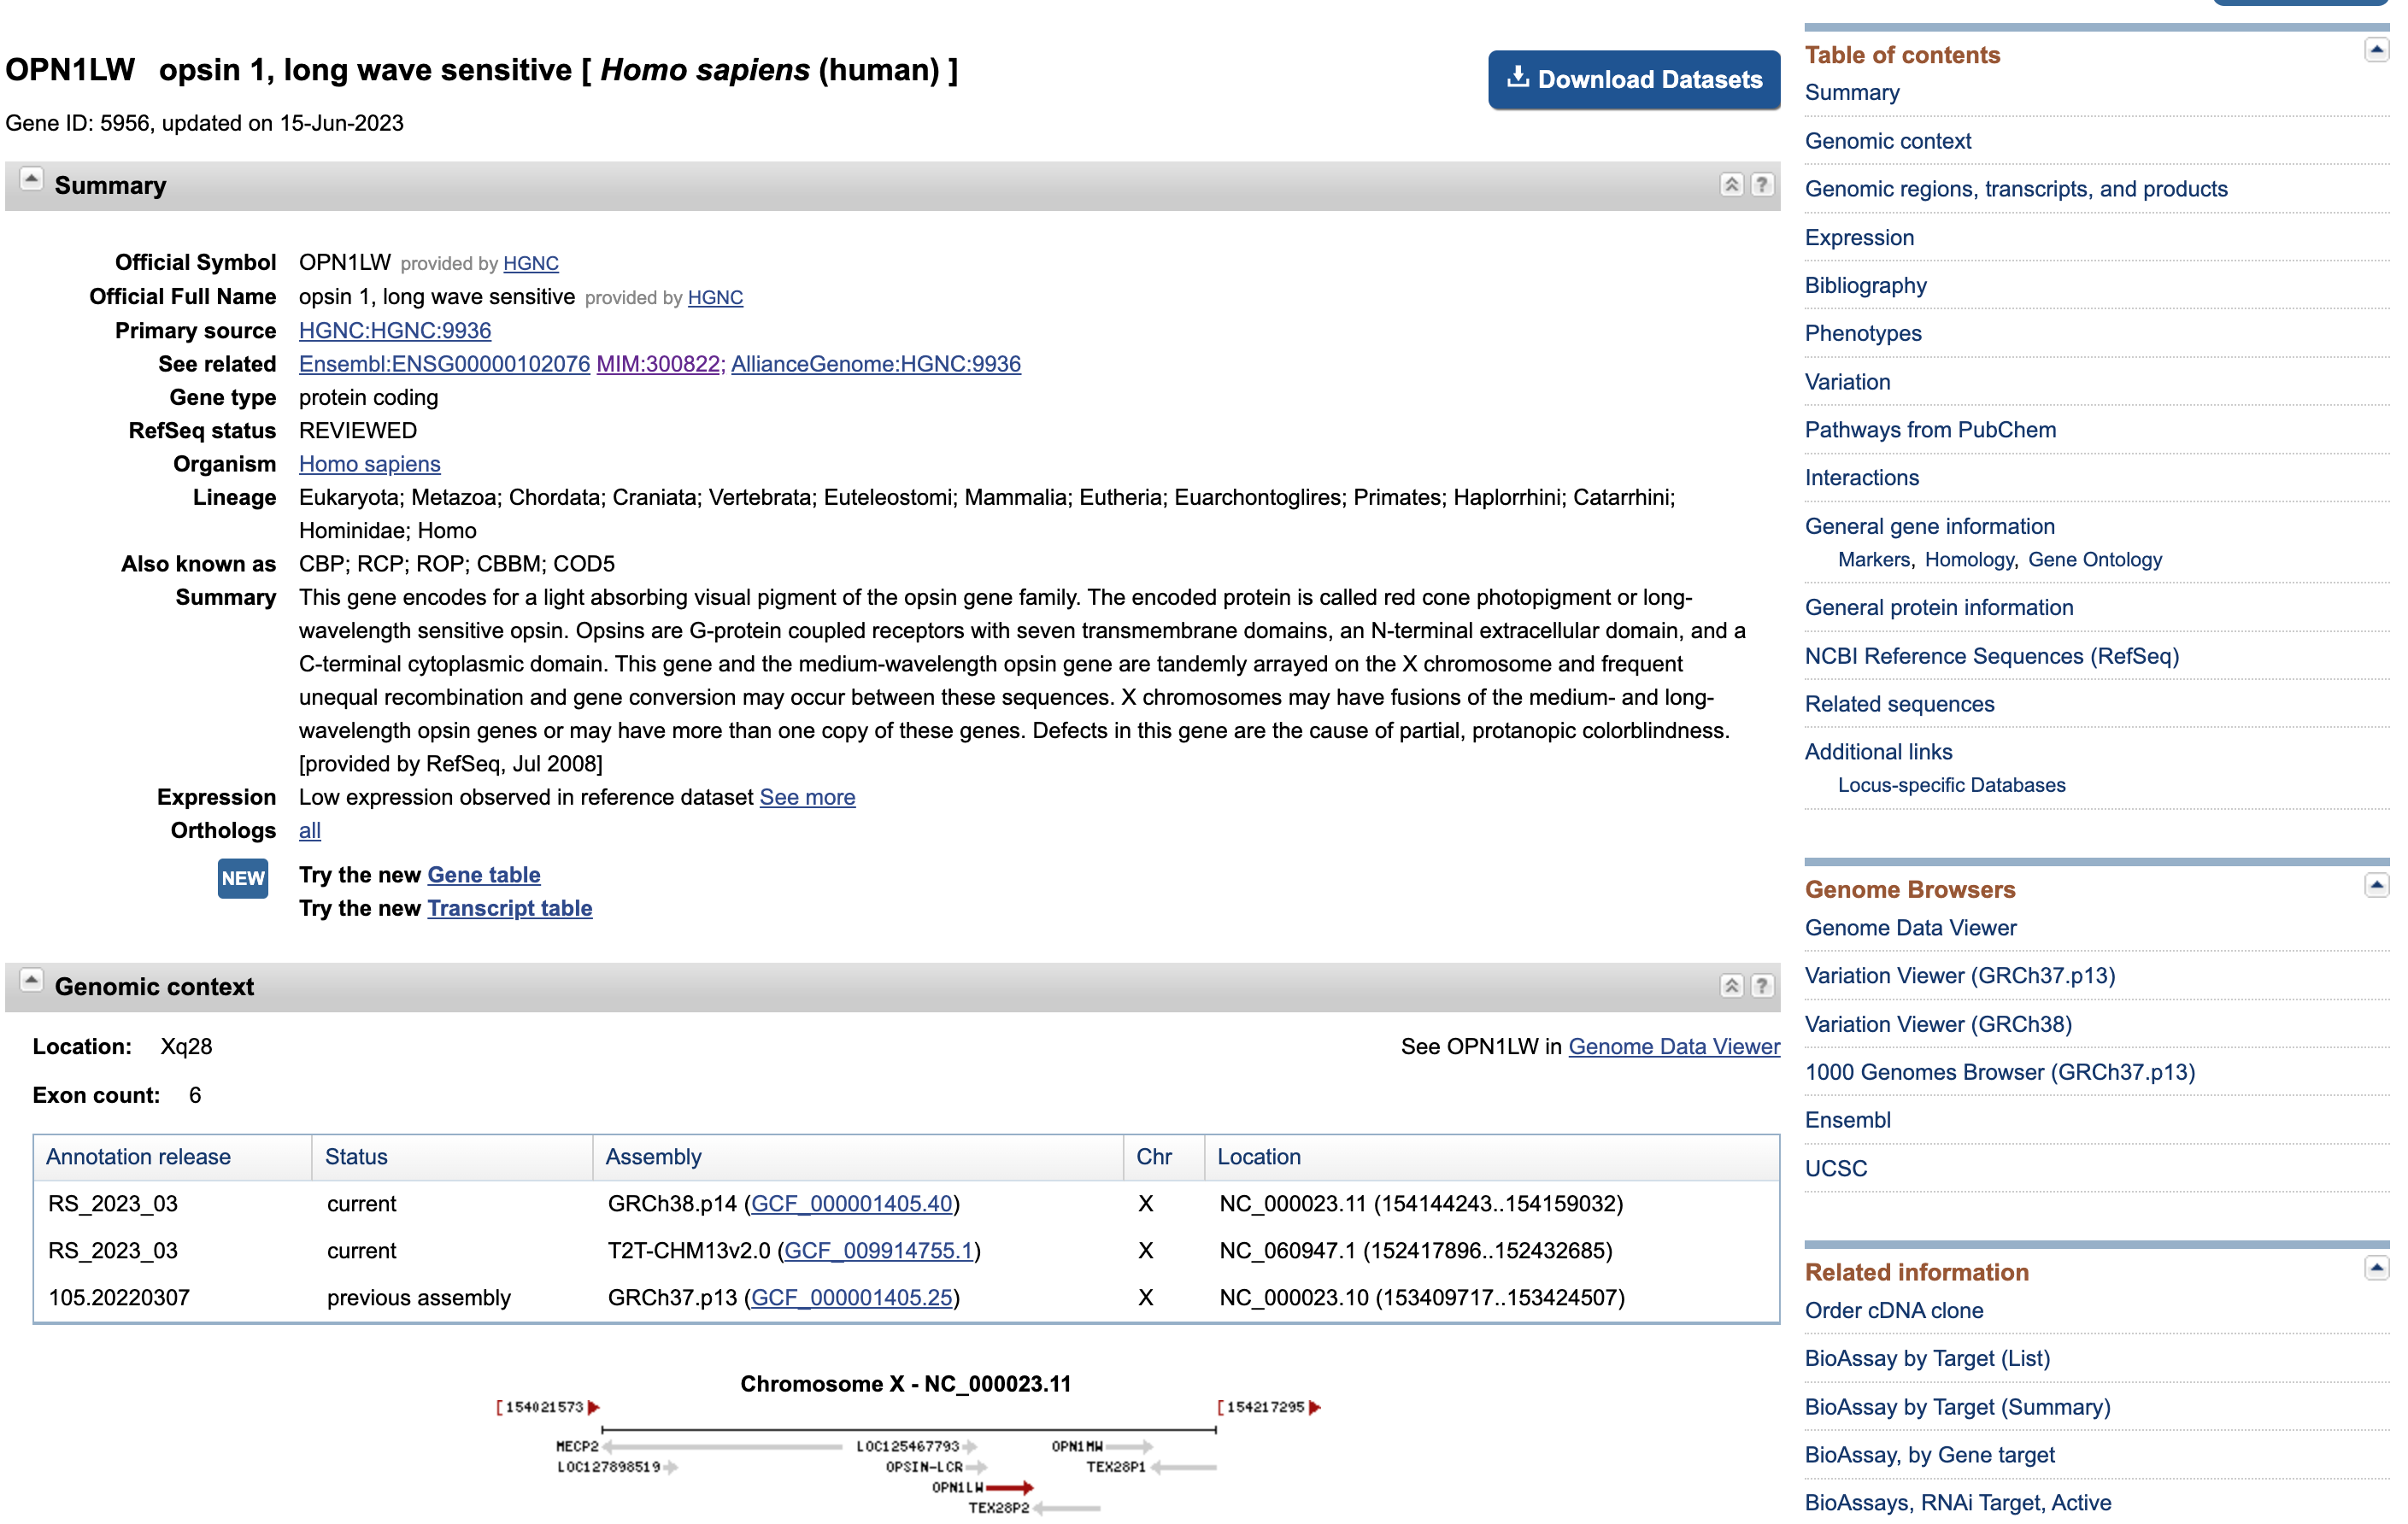 OPN1LW opsin 1, long wave sensitive [ Homo sapiens (human) ]
Download Datasets
Gene ID: 5956, updated on 15-Jun-2023
Summary
?
Official Symbol OPN1LW provided by HGNC
Official Full Name opsin 1, long wave sensitive provided by HGNC
Primary source HGNC:HGNC:9936
See related Ensembl:ENSG00000102076 MIM:300822; AllianceGenome:HGNC:9936
Gene type protein coding
RefSeq status REVIEWED
Organism Homo sapiens
Lineage Eukaryota; Metazoa; Chordata; Craniata; Vertebrata; Euteleostomi; Mammalia; Eutheria; Euarchontoglires; Primates; Haplorrhini; Catarrhini;
Hominidae; Homo
Also known as CBP; RCP; ROP; CBBM; COD5
Summary This gene encodes for a light absorbing visual pigment of the opsin gene family. The encoded protein is called red cone photopigment or long-
wavelength sensitive opsin. Opsins are G-protein coupled receptors with seven transmembrane domains, an N-terminal extracellular domain, and a
C-terminal cytoplasmic domain. This gene and the medium-wavelength opsin gene are tandemly arrayed on the X chromosome and frequent
unequal recombination and gene conversion may occur between these sequences. X chromosomes may have fusions of the medium- and long-
wavelength opsin genes or may have more than one copy of these genes. Defects in this gene are the cause of partial, protanopic colorblindness.
[provided by RefSeq, Jul 2008]
Expression Low expression observed in reference dataset See more
Orthologs all
NEW Try the new Gene table
Try the new Transcript table
Genomic context
?
Location: Xq28
See OPN1LW in Genome Data Viewer
Exon count: 6
Annotation release Status Assembly Chr Location
RS_2023_03 current GRCh38.p14 (GCF_000001405.40) X NC_000023.11 (154144243..154159032)
RS_2023_03 current T2T-CHM13v2.0 (GCF_009914755.1) X NC_060947.1 (152417896..152432685)
105.20220307 previous assembly GRCh37.p13 (GCF_000001405.25) X NC_000023.10 (153409717..153424507)
Chromosome X - NC_000023.11
[154021573 [154217295
MECP2 LOC125467793 OPN1MW
LOC127898519 OPSIN-LCR TEX28P1
OPN1LW
TEX28P2
Table of contents
Summary
Genomic context
Genomic regions, transcripts, and products
Expression
Bibliography
Phenotypes
Variation
Pathways from PubChem
Interactions
General gene information
Markers, Homology, Gene Ontology
General protein information
NCBI Reference Sequences (RefSeq)
Related sequences
Additional links
Locus-specific Databases
Genome Browsers
Genome Data Viewer
Variation Viewer (GRCh37.p13)
Variation Viewer (GRCh38)
1000 Genomes Browser (GRCh37.p13)
Ensembl
UCSC
Related information
Order cDNA clone
BioAssay by Target (List)
BioAssay by Target (Summary)
BioAssay, by Gene target
BioAssays, RNAi Target, Active